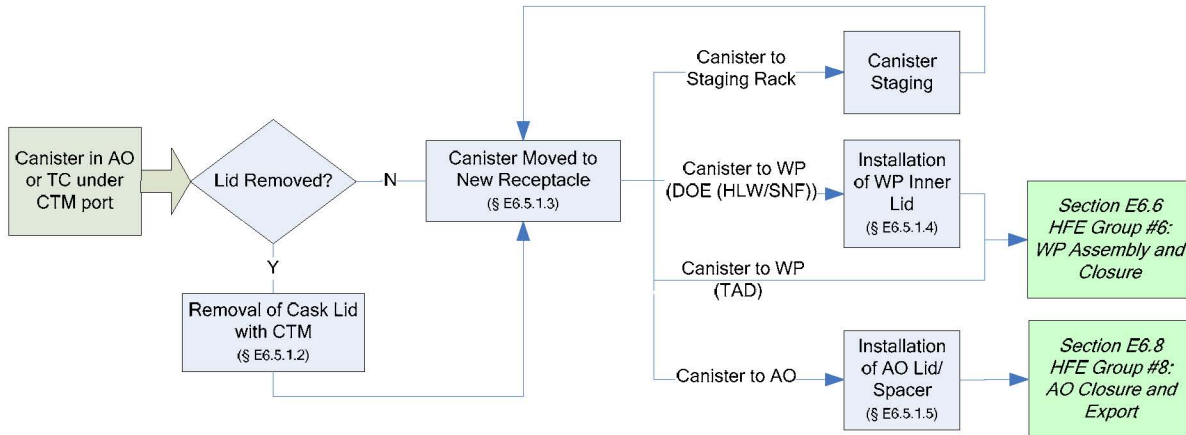 Canister in AO
or TC under
CTM port
Lid Removed?
N
Y
Removal of Cask Lid
with CTM
(§ E6.5.1.2)
Canister Moved to
New Receptacle
(§ E6.5.1.3)
Canister to
Staging Rack
Canister
Staging
Canister to WP
(DOE (HLW/SNF))
Installation
of WP Inner
Lid
(§ E6.5.1.4)
Canister to WP
(TAD)
Section E6.6
HFE Group #6:
WP Assembly and
Closure
Canister to AO
Installation
of AO Lid/
Spacer
(§ E6.5.1.5)
Section E6.8
HFE Group #8:
AO Closure and
Export